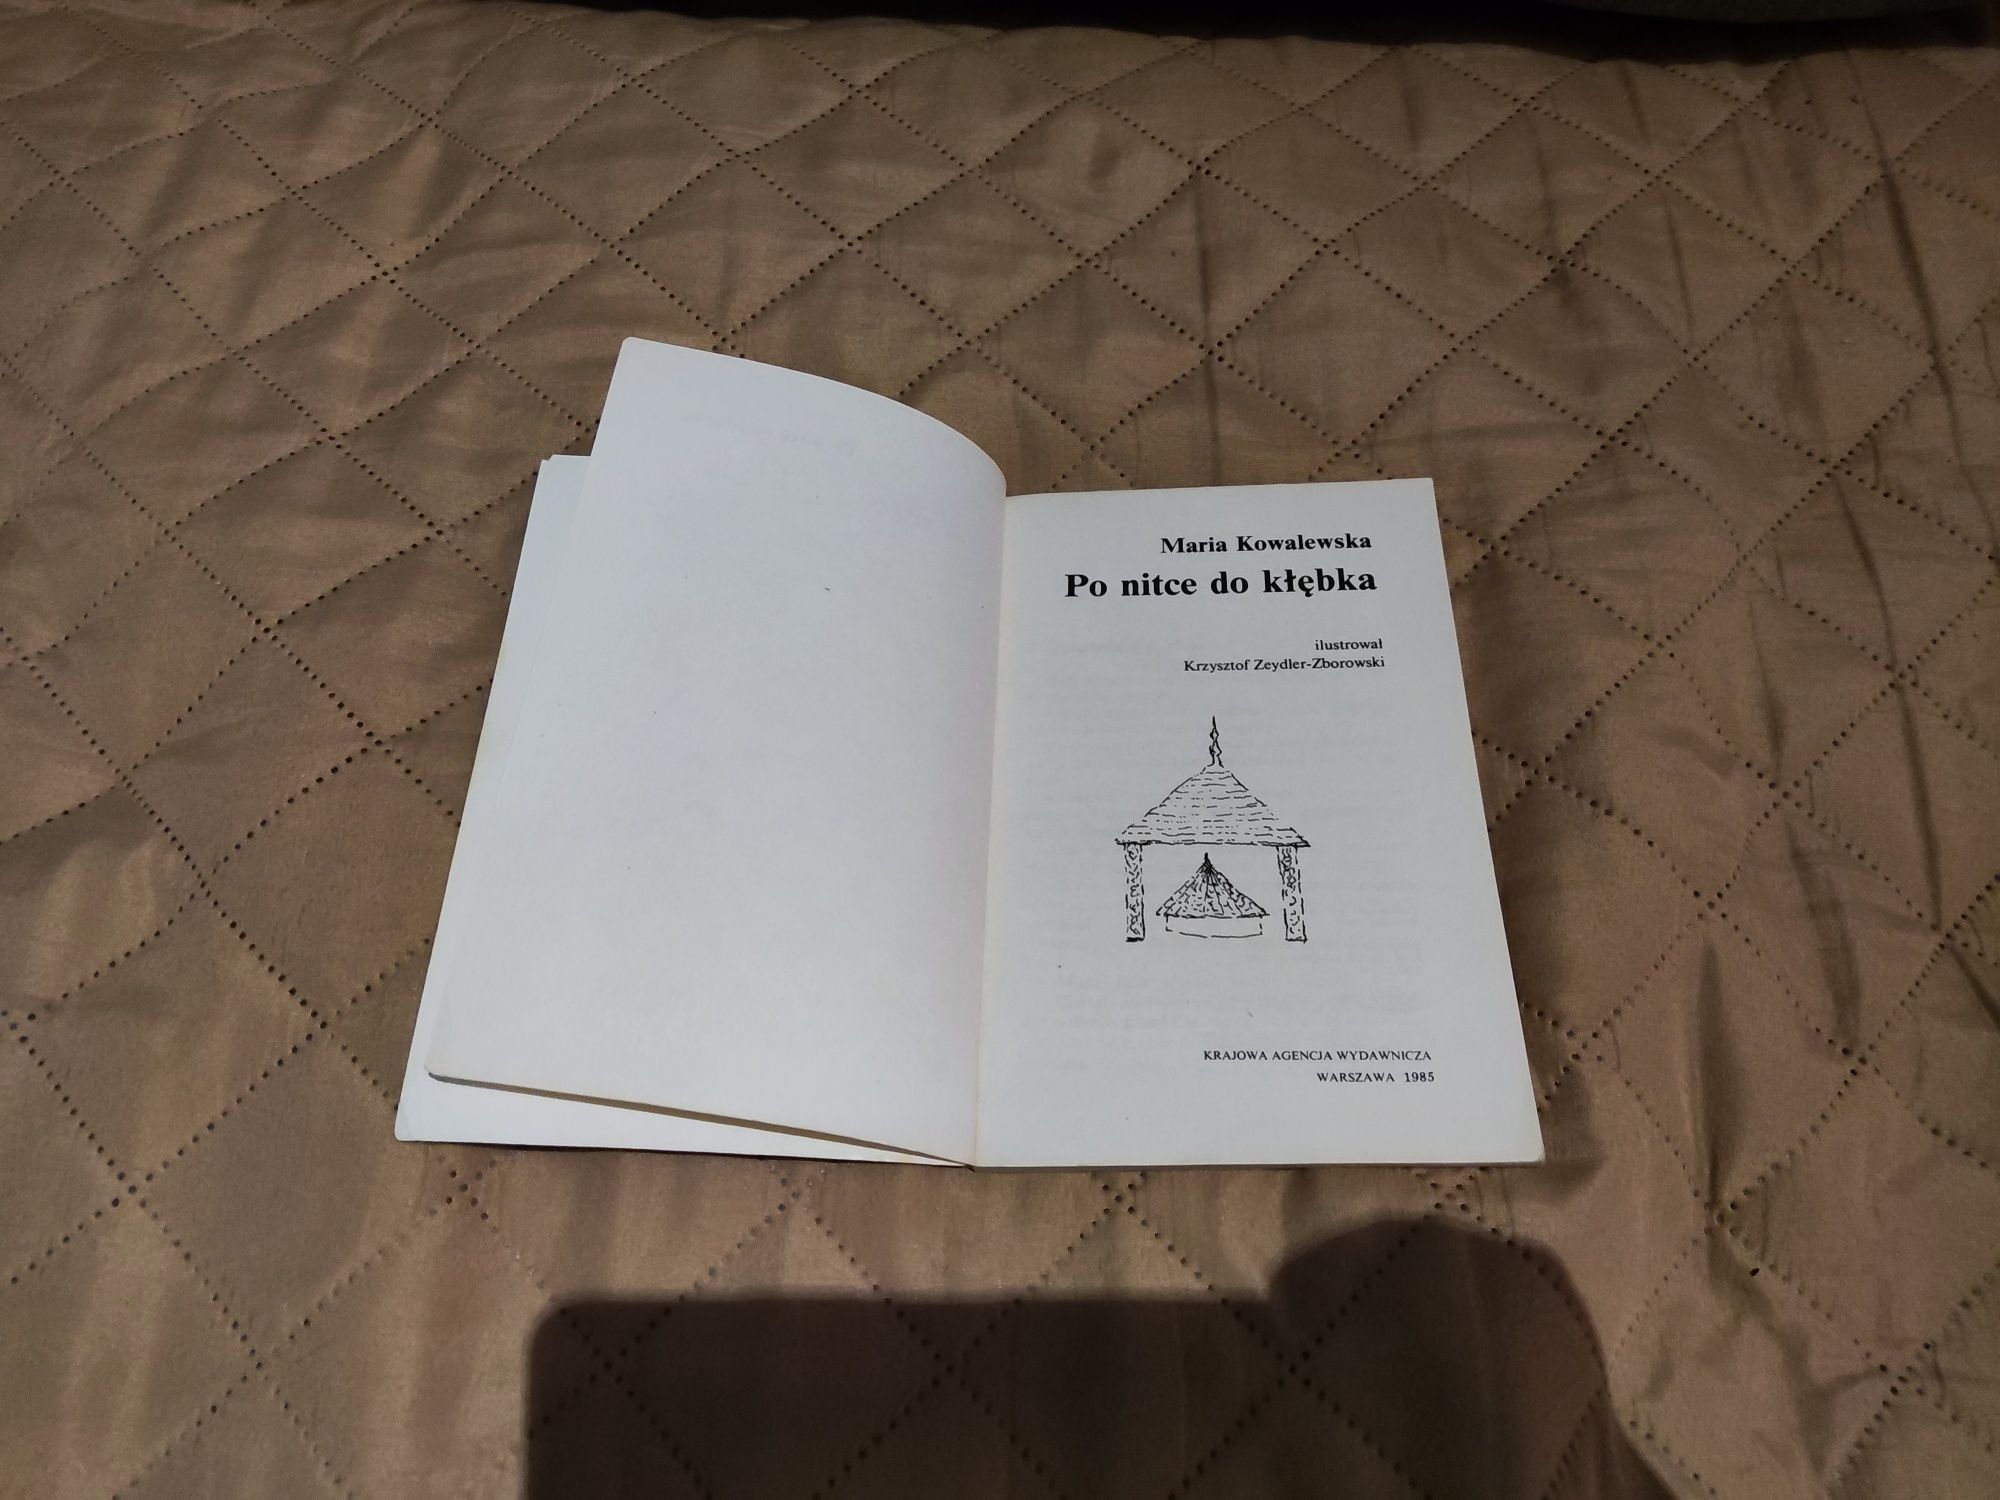 Maria Kowalewska
Po nitce do kłębka
ilustrował
Krzysztof Zeydler-Zborowski
KRAJOWA AGENCJA WYDAWNICZA
WARSZAWA 1985